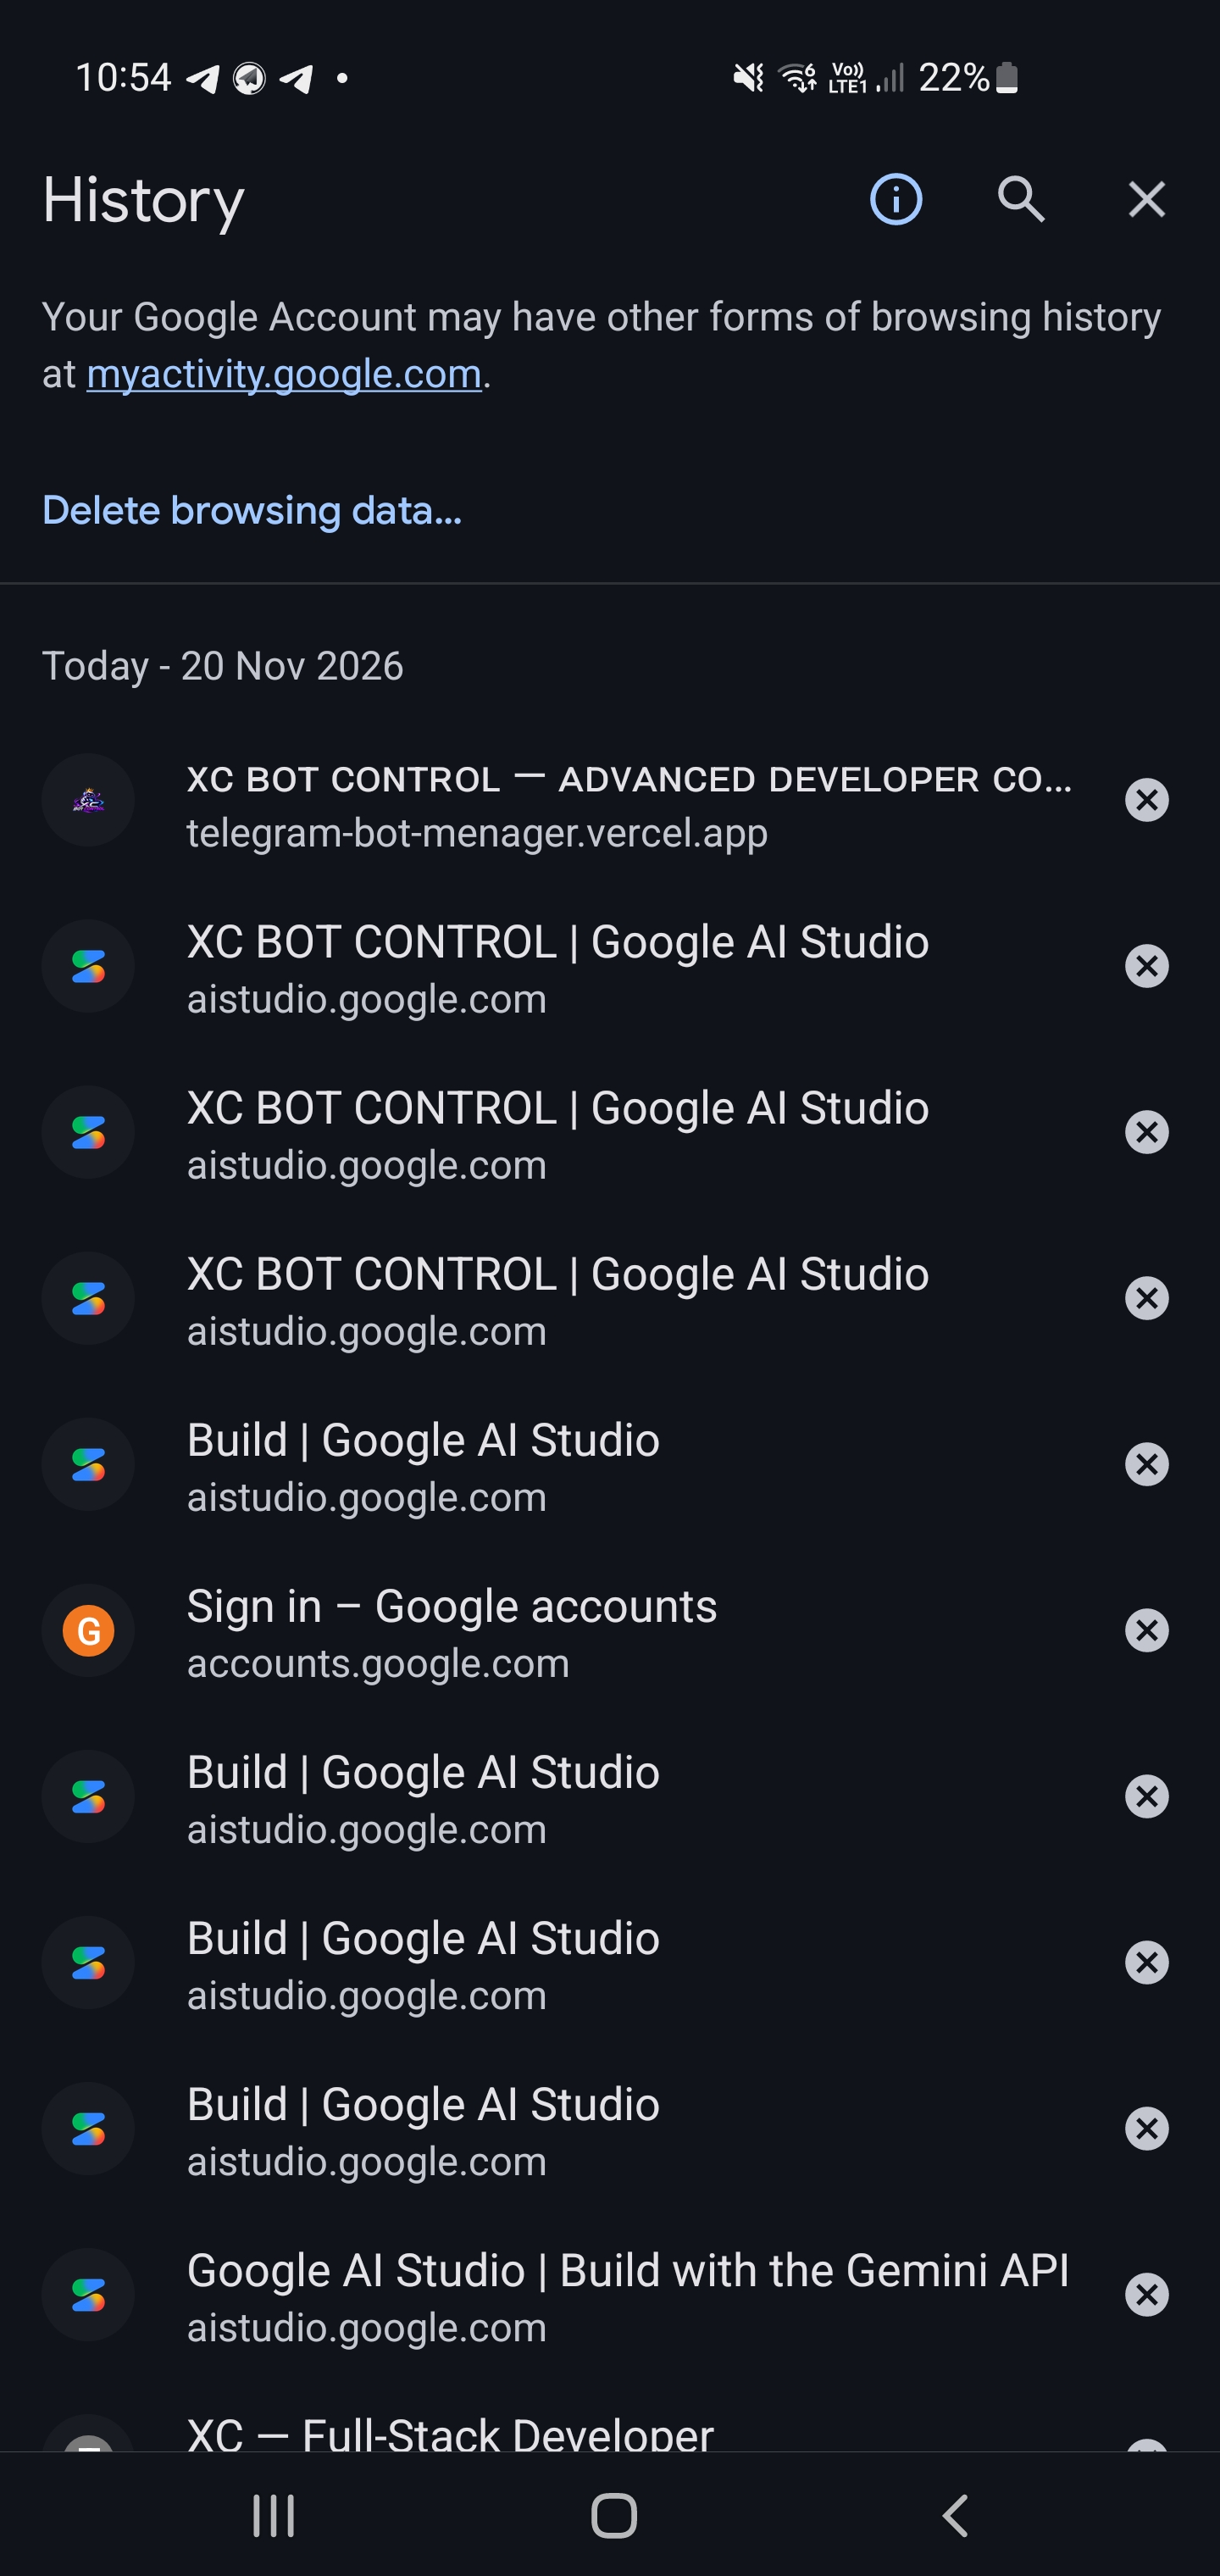 10:54
Vo))
LTE1
6
22%
History
Your Google Account may have other forms of browsing history
at myactivity.google.com.
Delete browsing data...
Today - 20 Nov 2026
XC BOT CONTROL — ADVANCED DEVELOPER CO...
telegram-bot-menager.vercel.app
XC BOT CONTROL | Google AI Studio
aistudio.google.com
XC BOT CONTROL | Google AI Studio
aistudio.google.com
XC BOT CONTROL | Google AI Studio
aistudio.google.com
Build | Google AI Studio
aistudio.google.com
G
Sign in – Google accounts
accounts.google.com
Build | Google AI Studio
aistudio.google.com
Build | Google AI Studio
aistudio.google.com
Build | Google AI Studio
aistudio.google.com
Google AI Studio | Build with the Gemini API
aistudio.google.com
XC — Full-Stack Developer